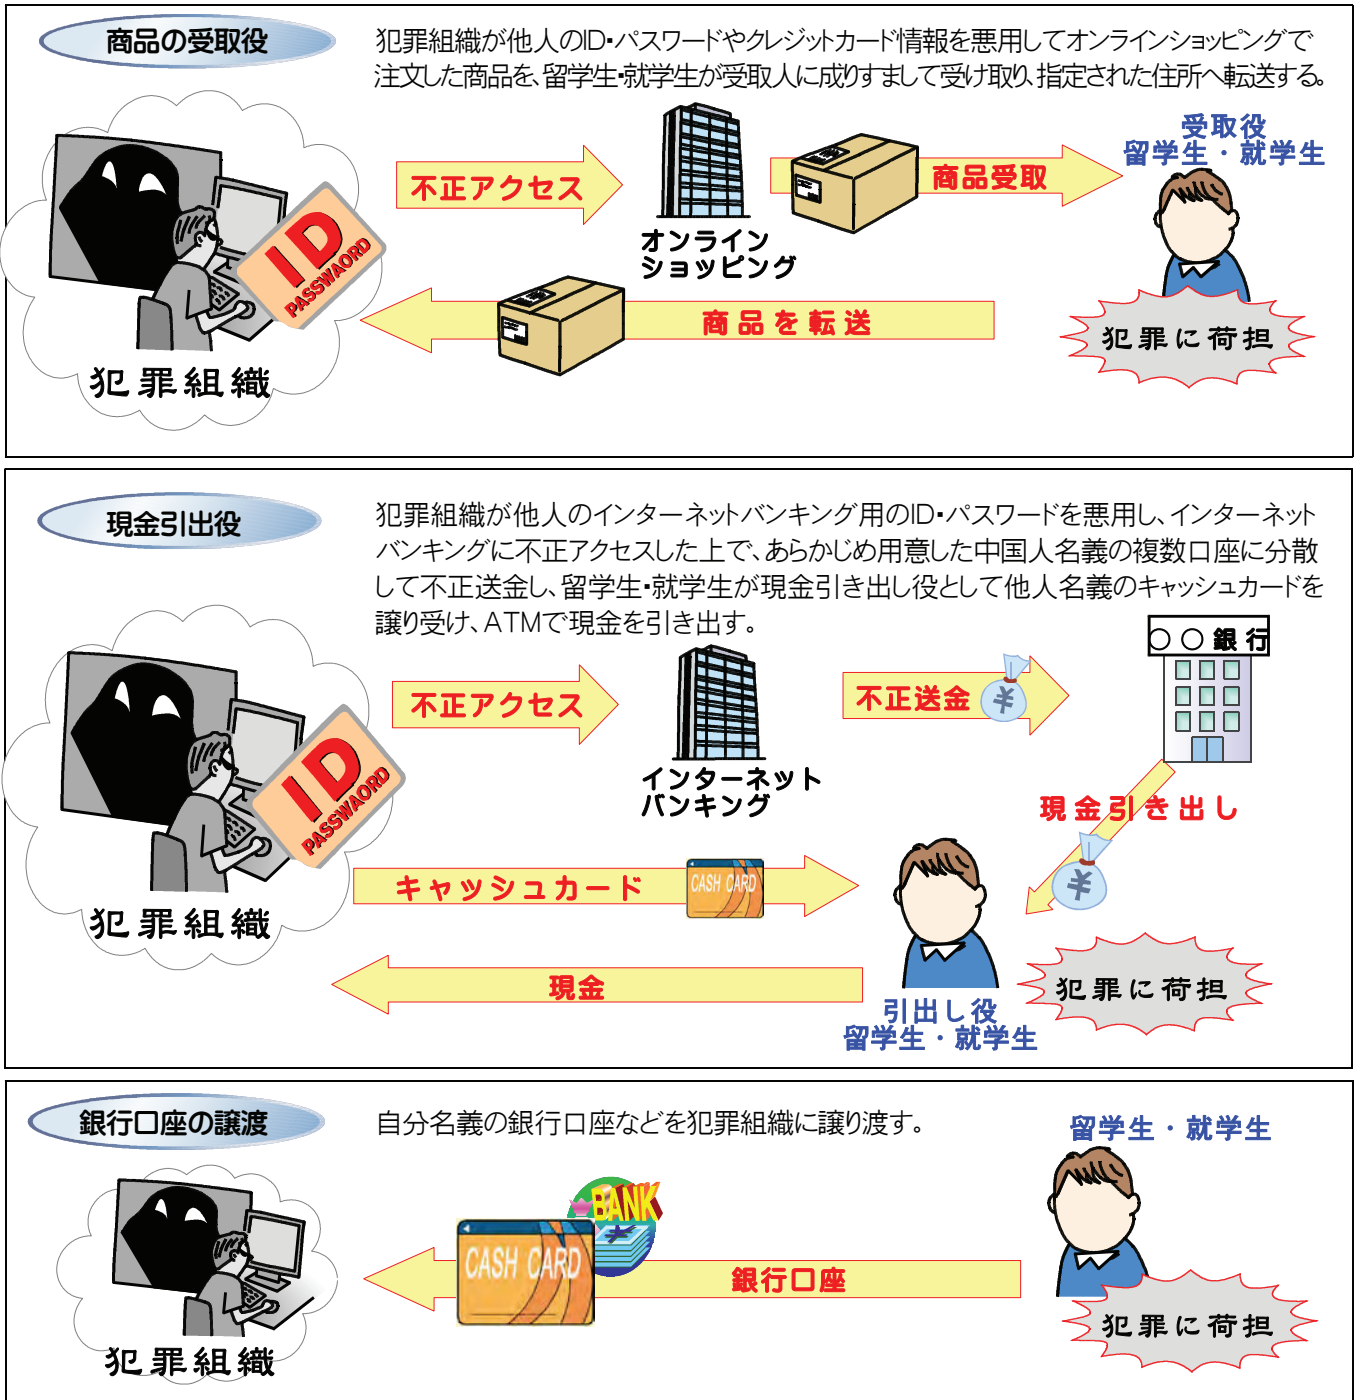 商品の受取役
犯罪組織が他人のID・パスワードやクレジットカード情報を悪用してオンラインショッピングで
注文した商品を、留学生・就学生が受取人に成りすまして受け取り、指定された住所へ転送する。
受取役
留学生・就学生
不正アクセス
商品受取
オンライン
ショッピング
ID
PASSWAORD
商品を転送
犯罪に荷担
犯罪組織
現金引出役
犯罪組織が他人のインターネットバンキング用のID・パスワードを悪用し、インターネット
バンキングに不正アクセスした上で、あらかじめ用意した中国人名義の複数口座に分散
して不正送金し、留学生・就学生が現金引き出し役として他人名義のキャッシュカードを
譲り受け、ATMで現金を引き出す。
〇〇銀行
不正アクセス
不正送金
¥
インターネット
バンキング
ID
PASSWAORD
現金引き出し
¥
キャッシュカード
CASH CARD
犯罪組織
現金
犯罪に荷担
引出し役
留学生・就学生
銀行口座の譲渡
自分名義の銀行口座などを犯罪組織に譲り渡す。
留学生・就学生
BANK
¥
CASH CARD
銀行口座
犯罪に荷担
犯罪組織